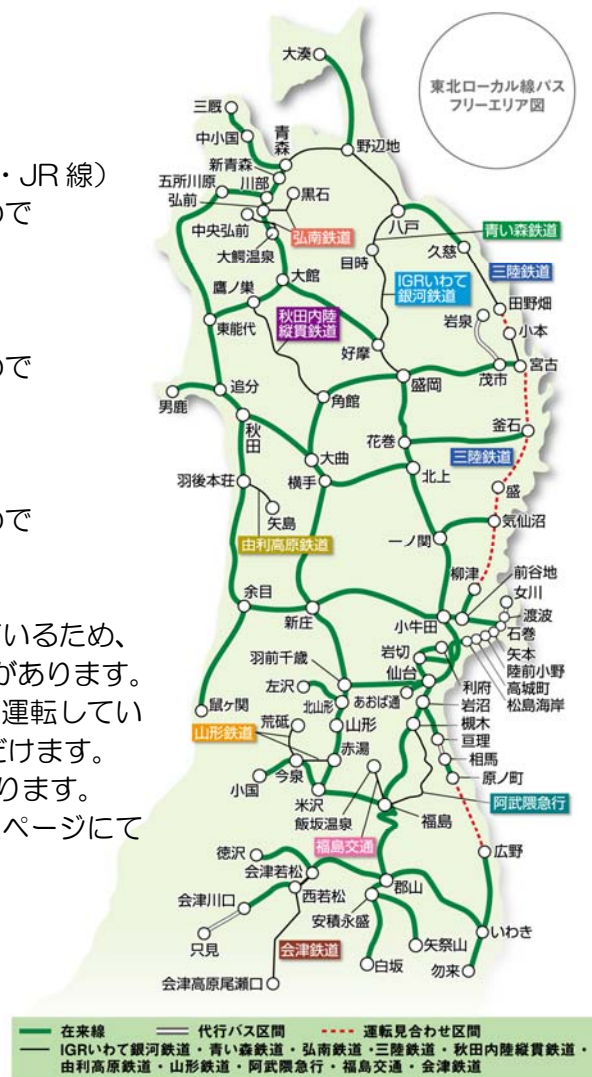 東北ローカル線パス
フリーエリア図
・JR 線）
ので
ので
ので
ているため、
があります。
運転してい
だけます。
ります。
ページにて
大湊
三厩
中小国
青森
野辺地
新青森
五所川原
川部
黒石
弘前
中央弘前
弘南鉄道
大鰐温泉
八戸
青い森鉄道
目時
久慈
三陸鉄道
大館
鷹ノ巣
IGRいわて
銀河鉄道
田野畑
秋田内陸
縦貫鉄道
岩泉
小本
東能代
好摩
宮古
茂市
盛岡
追分
男鹿
角館
秋田
釜石
花巻
大曲
三陸鉄道
北上
羽後本荘
横手
盛
矢島
気仙沼
由利高原鉄道
一ノ関
柳津
前谷地
女川
余目
新庄
小牛田
渡波
石巻
矢本
陸前小野
高城町
松島海岸
岩切
羽前千歳
仙台
利府
左沢
あおば通
岩沼
鼠ヶ関
北山形
荒砥
山形
槻木
亘理
山形鉄道
赤湯
相馬
原ノ町
今泉
小国
米沢
飯坂温泉
福島
阿武隈急行
福島交通
広野
徳沢
会津若松
郡山
会津川口
西若松
安積永盛
只見
会津鉄道
矢祭山
いわき
白坂
勿来
会津高原尾瀬口
在来線 代行バス区間 運転見合わせ区間
IGRいわて銀河鉄道・青い森鉄道・弘南鉄道・三陸鉄道・秋田内陸縦貫鉄道・
由利高原鉄道・山形鉄道・阿武隈急行・福島交通・会津鉄道